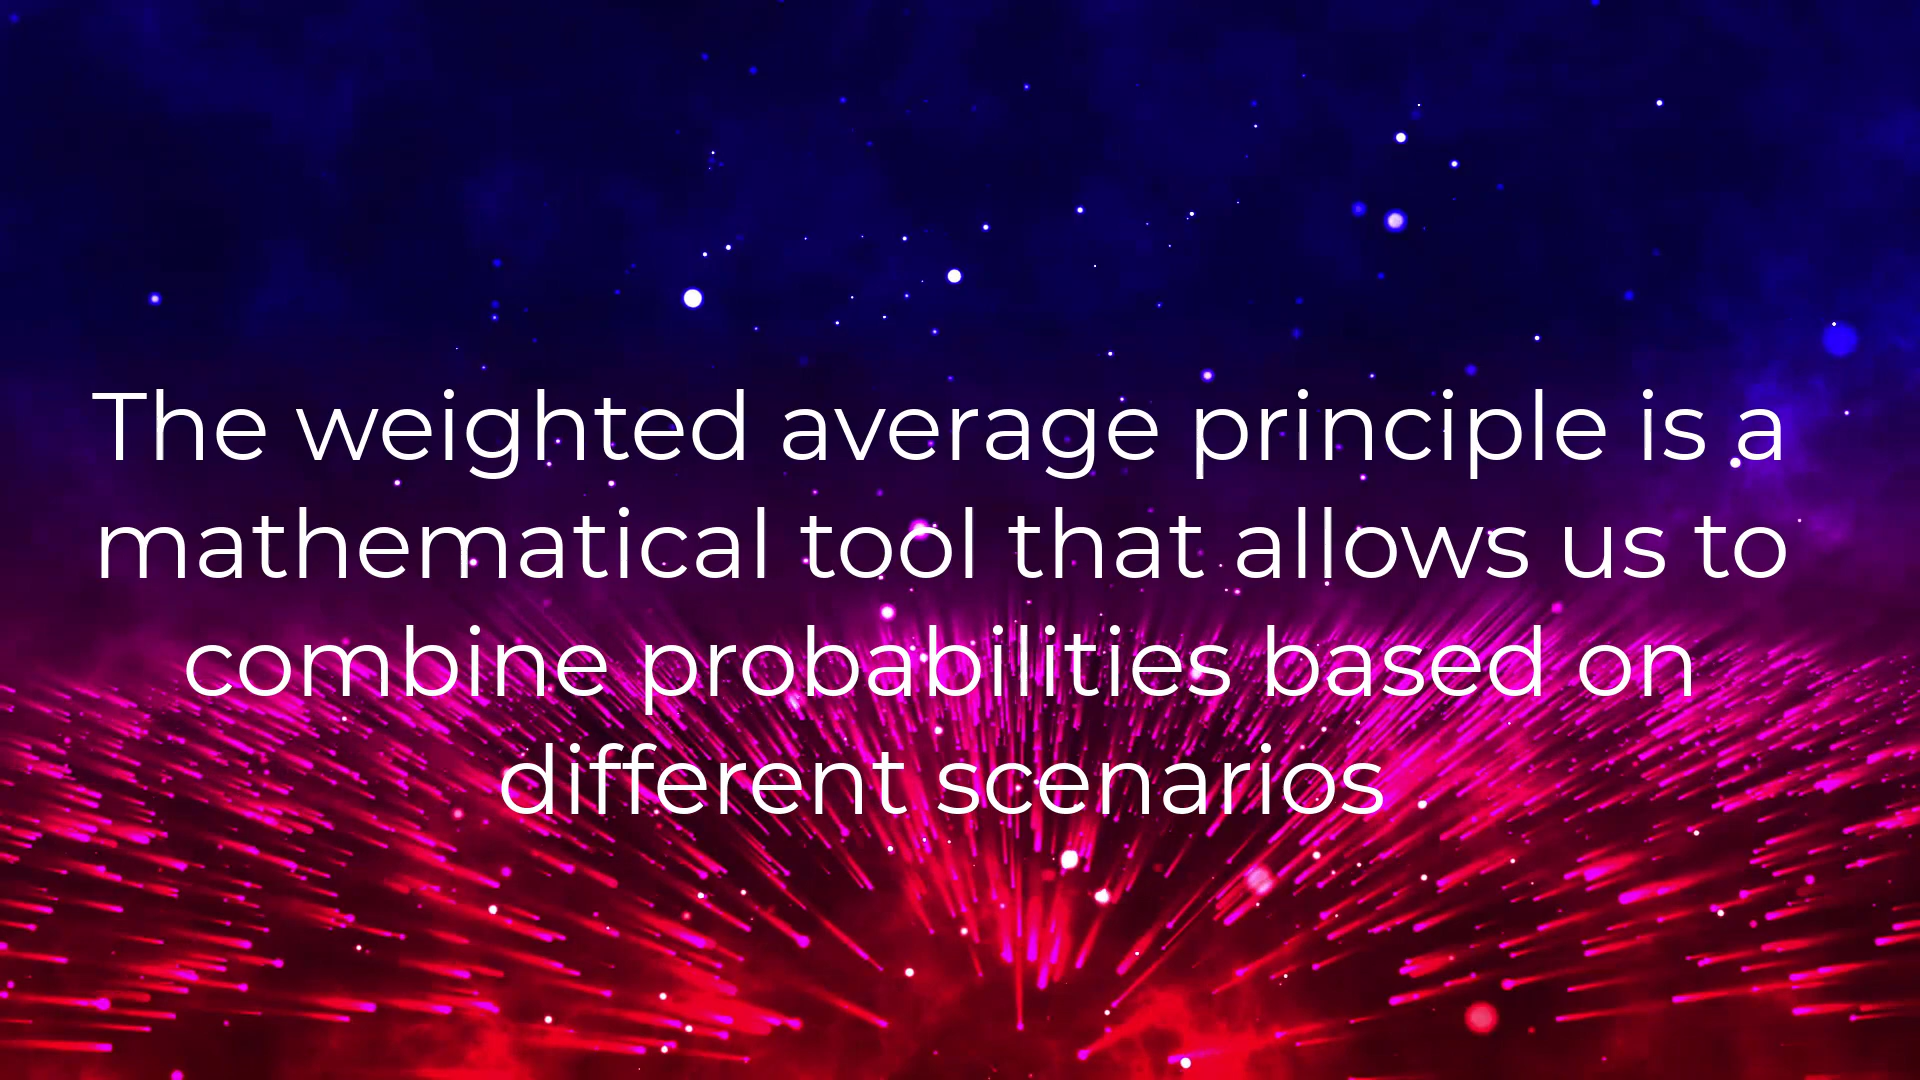 The weighted average principle is a
mathematical tool that allows us to
combine probabilities based on
different scenarios